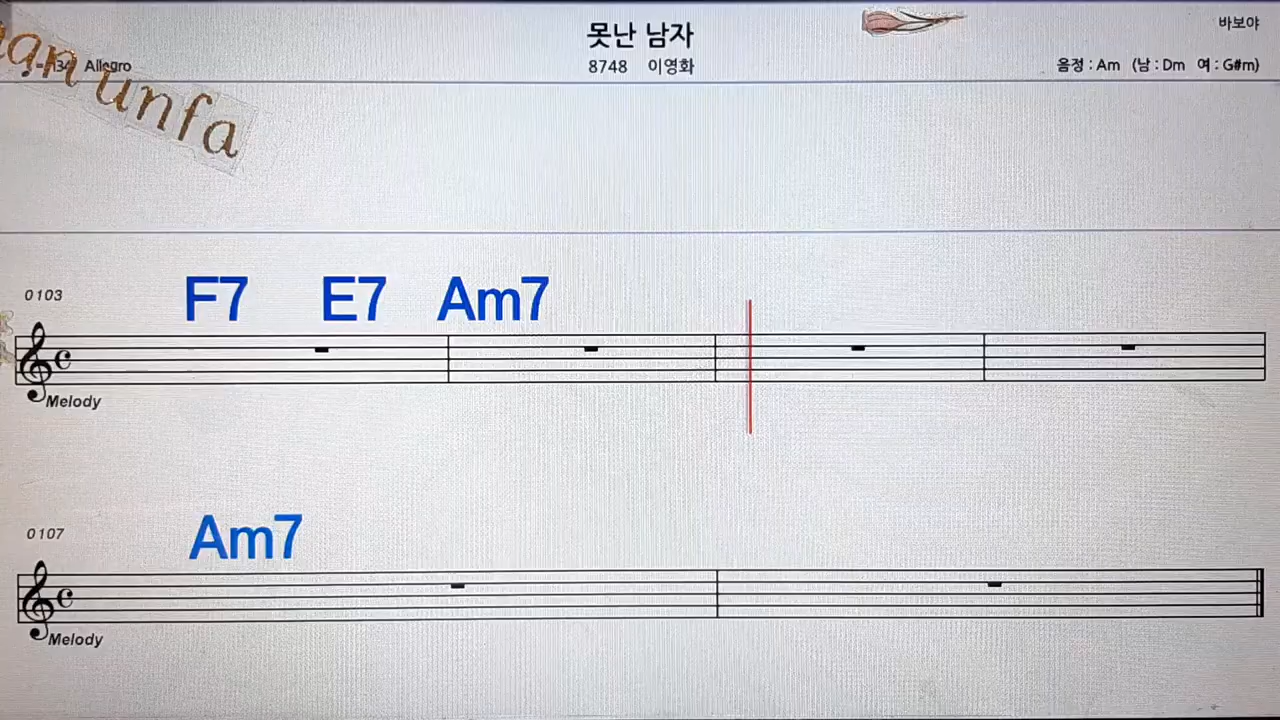 못난 남자
바보야
Allegro
8748 이영화
음정 : Am (남 : Dm 여 : G#m)
unfa
F7 E7 Am7
0103
Melody
Am7
0107
Melody